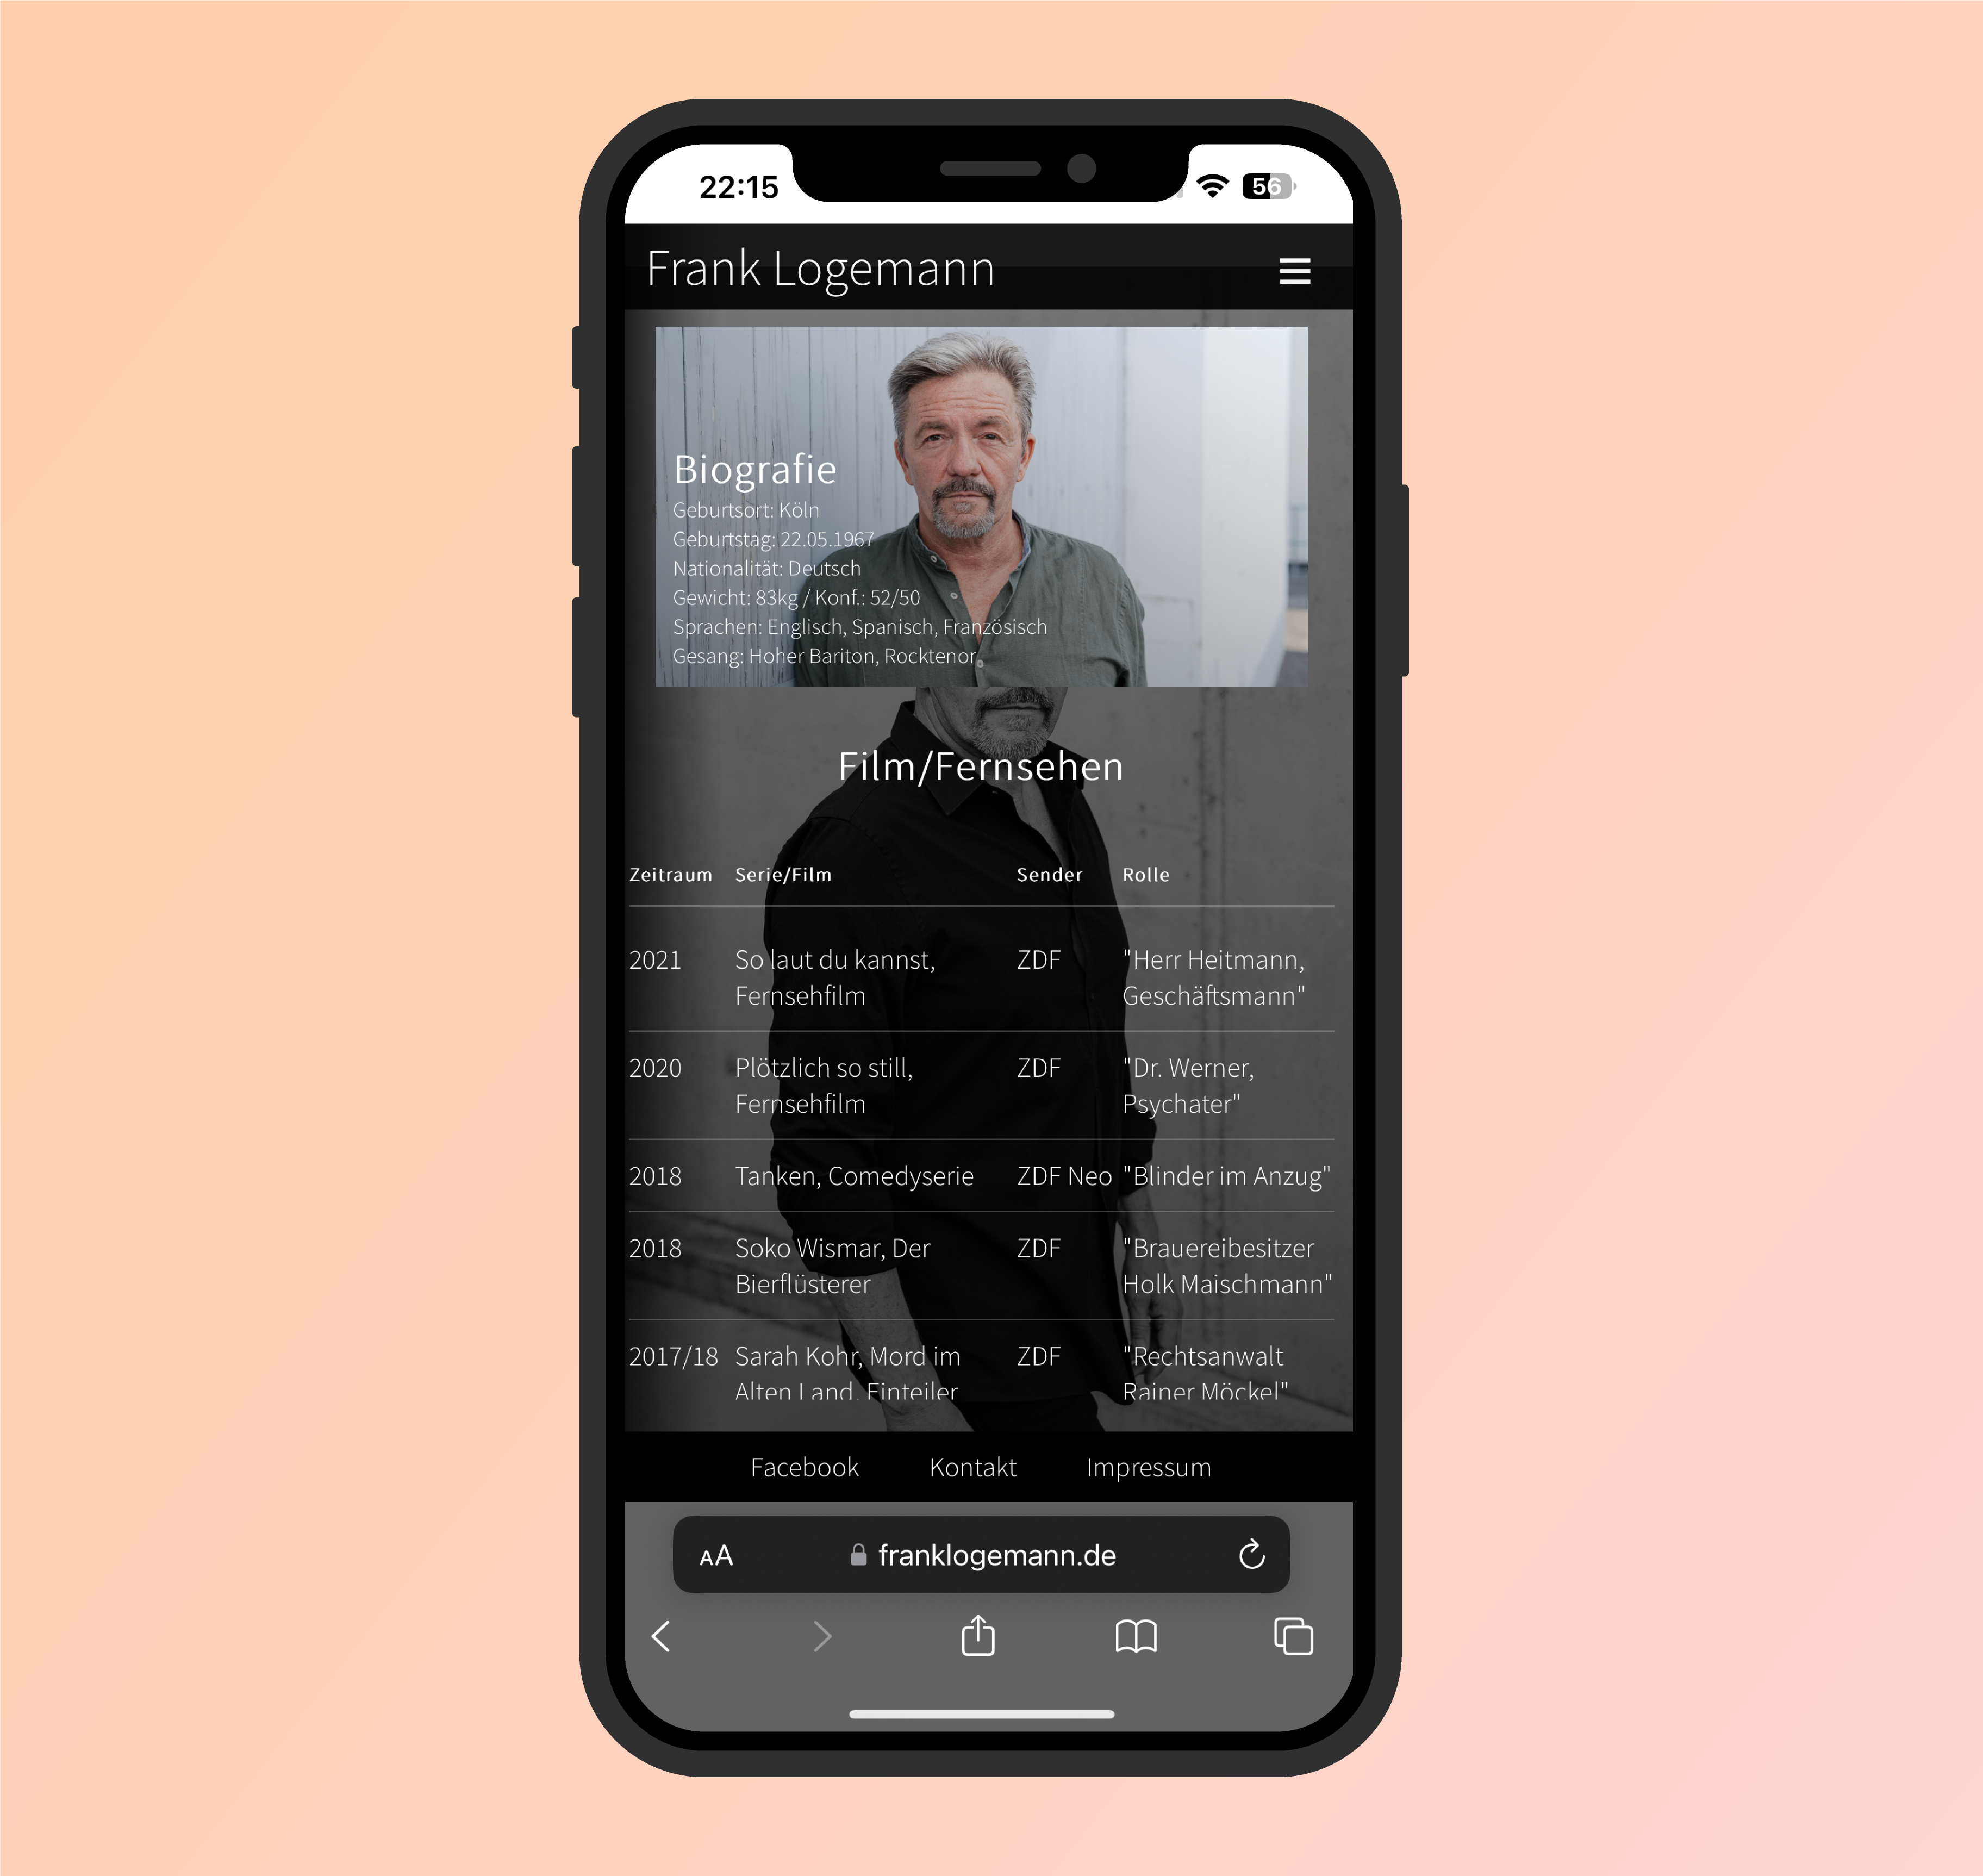 22:15
56
Frank Logemann
Biografie
Geburtsort: Köln
Geburtstag: 22.05.1967
Nationalität: Deutsch
Gewicht: 83kg / Konf.: 52/50
Sprachen: Englisch, Spanisch, Französisch
Gesang: Hoher Bariton, Rocktenor
Film/Fernsehen
Zeitraum Serie/Film Sender Rolle
2021 So laut du kannst, ZDF "Herr Heitmann,
Fernsehfilm Geschäftsmann"
2020 Plötzlich so still, ZDF "Dr. Werner,
Fernsehfilm Psychater"
2018 Tanken, Comedyserie ZDF Neo "Blinder im Anzug"
2018 Soko Wismar, Der ZDF "Brauereibesitzer
Bierflüsterer Holk Maischmann"
2017/18 Sarah Kohr, Mord im ZDF "Rechtsanwalt
Alten Land, Einteiler Rainer Möckel"
Facebook Kontakt Impressum
AA franklogemann.de